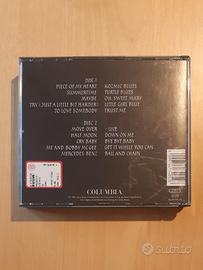 DISC 1
PIECE OF MY HEART
SUMMERTIME
MAYBE
TRY (JUST A LITTLE BIT HARDER)
TO LOVE SOMEBODY
KOZMIC BLUES
TURTLE BLUES
OH, SWEET MARY
LITTLE GIRL BLUE
TRUST ME
DISC 2
MOVE OVER
HALF MOON
CRY BABY
ME AND BOBBY MC GEE
MERCEDES BENZ
- LIVE
DOWN ON ME
BYE BYE BABY
GET IT WHILE YOU CAN
BALL AND CHAIN
COLUMBIA
subito